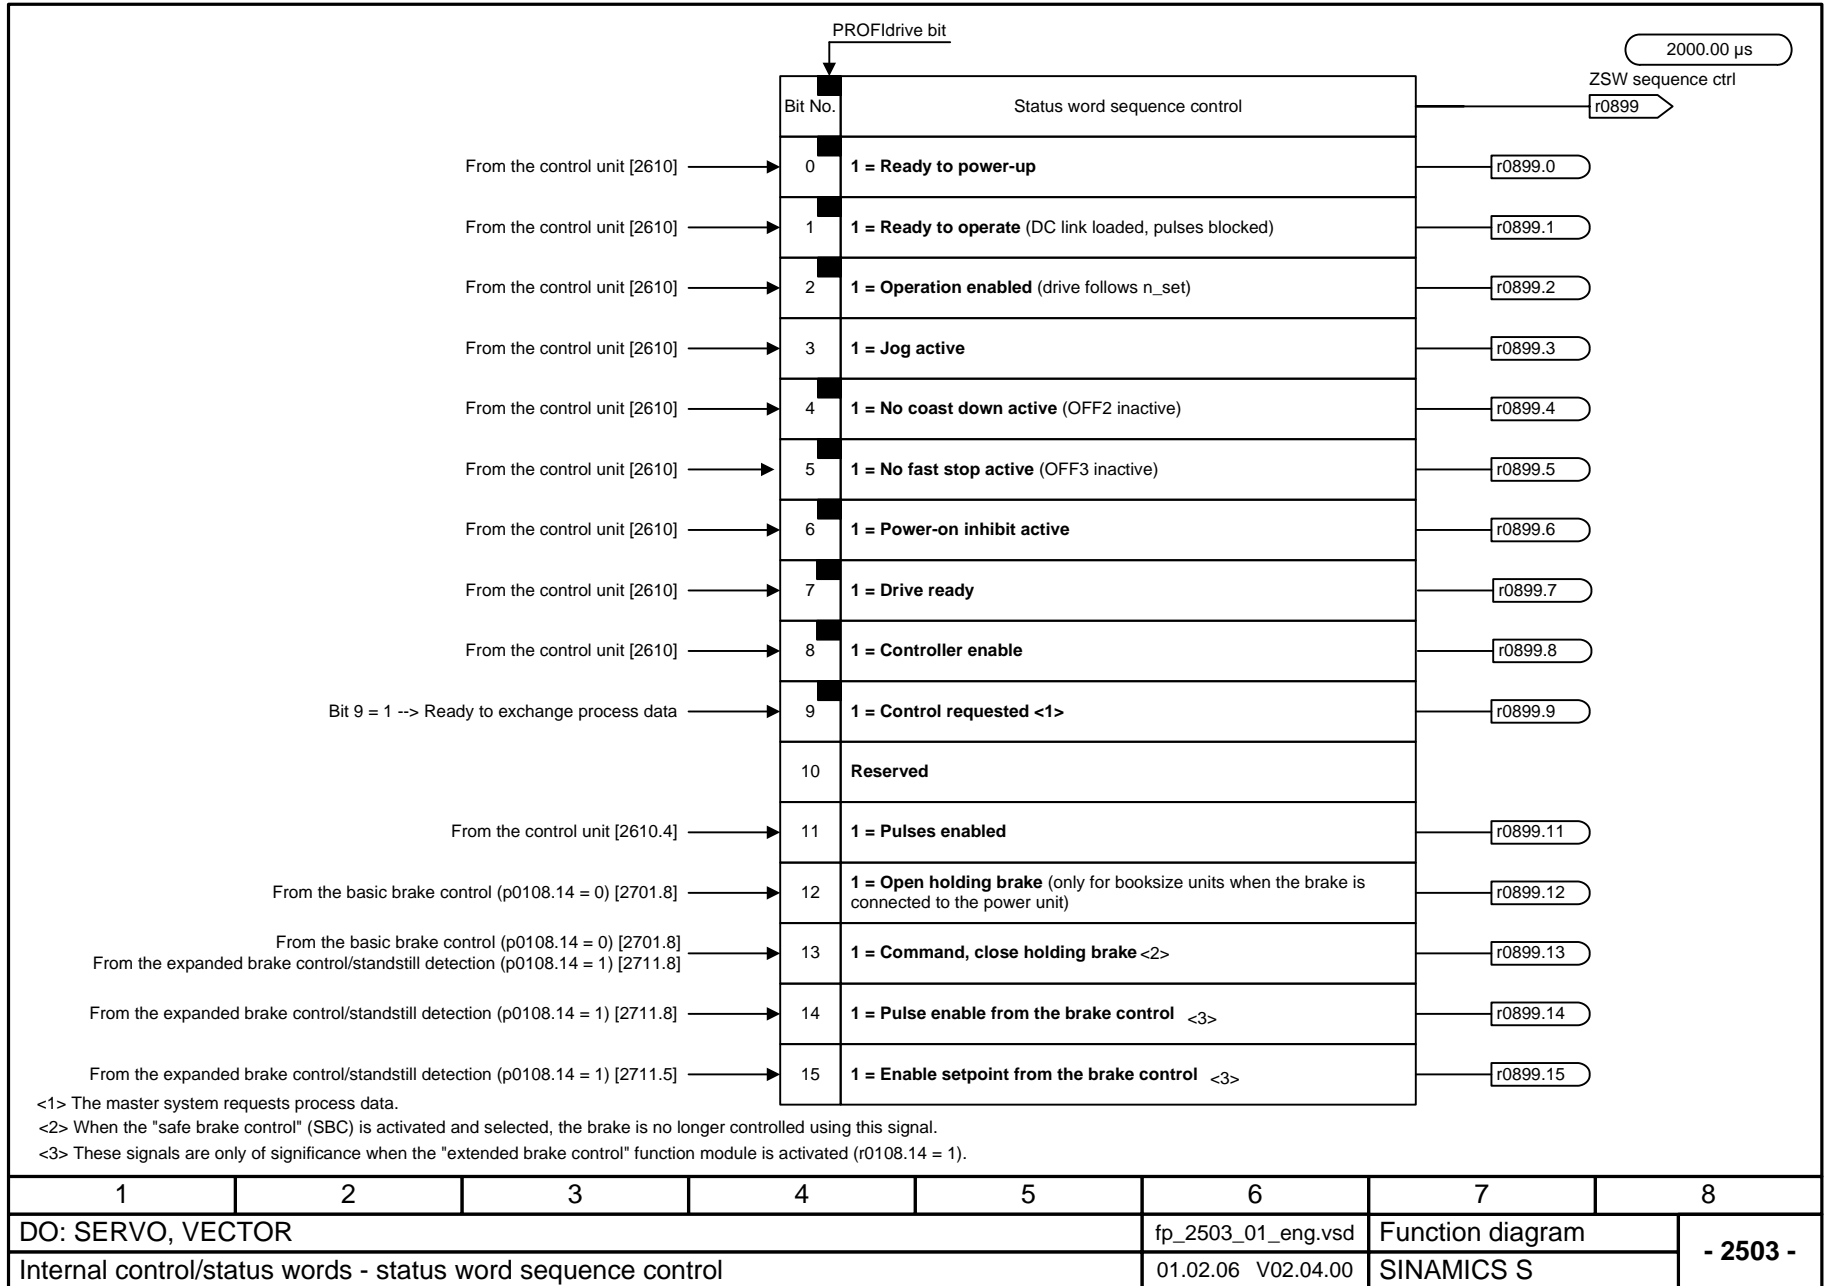 PROFIdrive bit
2000.00 µs
ZSW sequence ctrl
Bit No. Status word sequence control r0899
From the control unit [2610] 0 1 = Ready to power-up r0899.0
From the control unit [2610] 1 1 = Ready to operate (DC link loaded, pulses blocked) r0899.1
From the control unit [2610] 2 1 = Operation enabled (drive follows n_set) r0899.2
From the control unit [2610] 3 1 = Jog active r0899.3
From the control unit [2610] 4 1 = No coast down active (OFF2 inactive) r0899.4
From the control unit [2610] 5 1 = No fast stop active (OFF3 inactive) r0899.5
From the control unit [2610] 6 1 = Power-on inhibit active r0899.6
From the control unit [2610] 7 1 = Drive ready r0899.7
From the control unit [2610] 8 1 = Controller enable r0899.8
Bit 9 = 1 --> Ready to exchange process data 9 1 = Control requested <1> r0899.9
10 Reserved
From the control unit [2610.4] 11 1 = Pulses enabled r0899.11
From the basic brake control (p0108.14 = 0) [2701.8] 12 1 = Open holding brake (only for booksize units when the brake is
connected to the power unit) r0899.12
From the basic brake control (p0108.14 = 0) [2701.8]
From the expanded brake control/standstill detection (p0108.14 = 1) [2711.8] 13 1 = Command, close holding brake <2> r0899.13
From the expanded brake control/standstill detection (p0108.14 = 1) [2711.8] 14 1 = Pulse enable from the brake control <3> r0899.14
From the expanded brake control/standstill detection (p0108.14 = 1) [2711.5] 15 1 = Enable setpoint from the brake control <3> r0899.15
<1> The master system requests process data.
<2> When the "safe brake control" (SBC) is activated and selected, the brake is no longer controlled using this signal.
<3> These signals are only of significance when the "extended brake control" function module is activated (r0108.14 = 1).
1 2 3 4 5 6 7 8
DO: SERVO, VECTOR fp_2503_01_eng.vsd Function diagram
- 2503 -
Internal control/status words - status word sequence control 01.02.06 V02.04.00 SINAMICS S